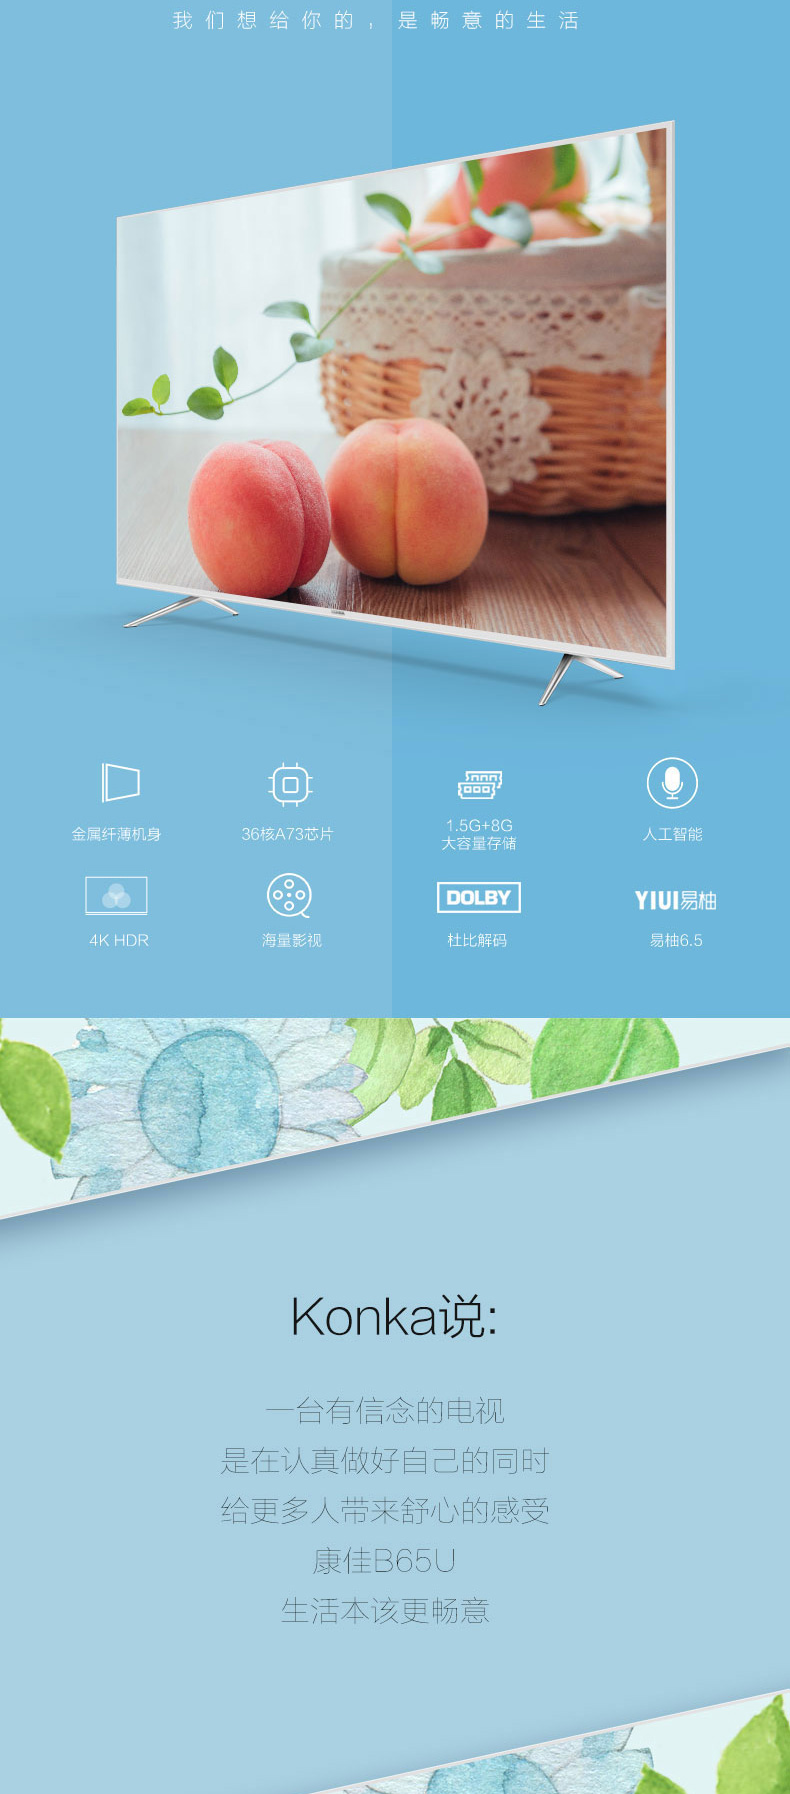 我们想给你的，是畅意的生活
金属纤薄机身
36核A73芯片
1.5G+8G
大容量存储
人工智能
DOLBY
YIUI易柚
4K HDR
海量影视
杜比解码
易柚6.5
Konka说:
一台有信念的电视
是在认真做好自己的同时
给更多人带来舒心的感受
康佳B65U
生活本该更畅意